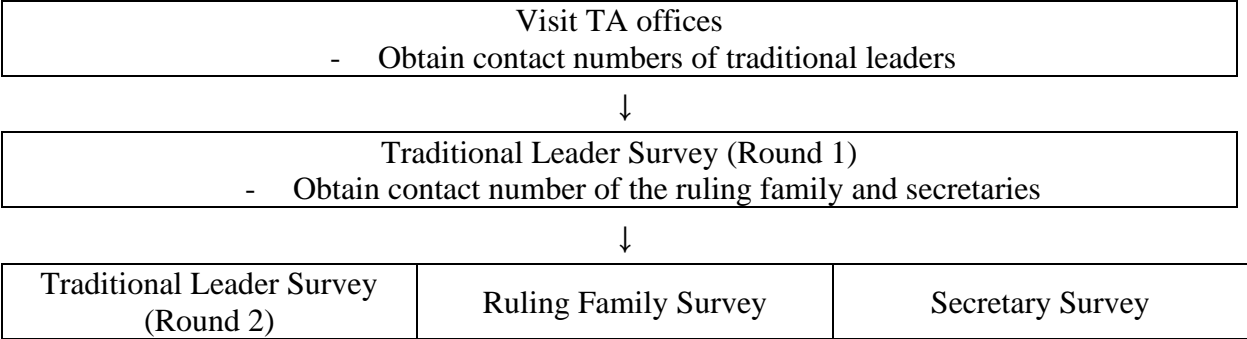 Visit TA offices
- Obtain contact numbers of traditional leaders
↓
Traditional Leader Survey (Round 1)
- Obtain contact number of the ruling family and secretaries
↓
Traditional Leader Survey
(Round 2)
Ruling Family Survey
Secretary Survey